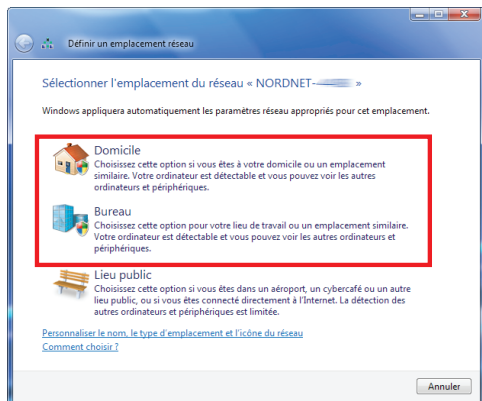 Définir un emplacement réseau
Sélectionner l'emplacement du réseau « NORDNET- »
Windows appliquera automatiquement les paramètres réseau appropriés pour cet emplacement.
Domicile
Choisissez cette option si vous êtes à votre domicile ou un emplacement
similaire. Votre ordinateur est détectable et vous pouvez voir les autres
ordinateurs et périphériques.
Bureau
Choisissez cette option pour votre lieu de travail ou un emplacement similaire.
Votre ordinateur est détectable et vous pouvez voir les autres ordinateurs et
périphériques.
Lieu public
Choisissez cette option si vous êtes dans un aéroport, un cybercafé ou un autre
lieu public, ou si vous êtes connecté directement à l'Internet. La détection des
autres ordinateurs et périphériques est limitée.
Personnaliser le nom, le type d'emplacement et l'icône du réseau
Comment choisir ?
Annuler